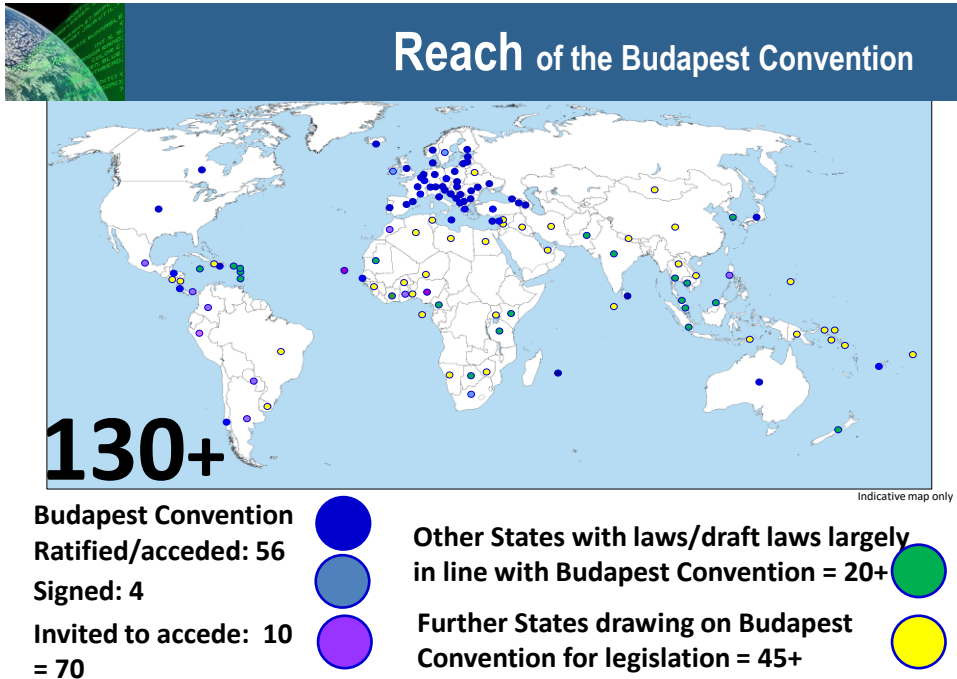 Reach of the Budapest Convention
130+
Indicative map only
Budapest Convention
Ratified/acceded: 56
Signed: 4
Invited to accede: 10
= 70
Other States with laws/draft laws largely
in line with Budapest Convention = 20+
Further States drawing on Budapest
Convention for legislation = 45+